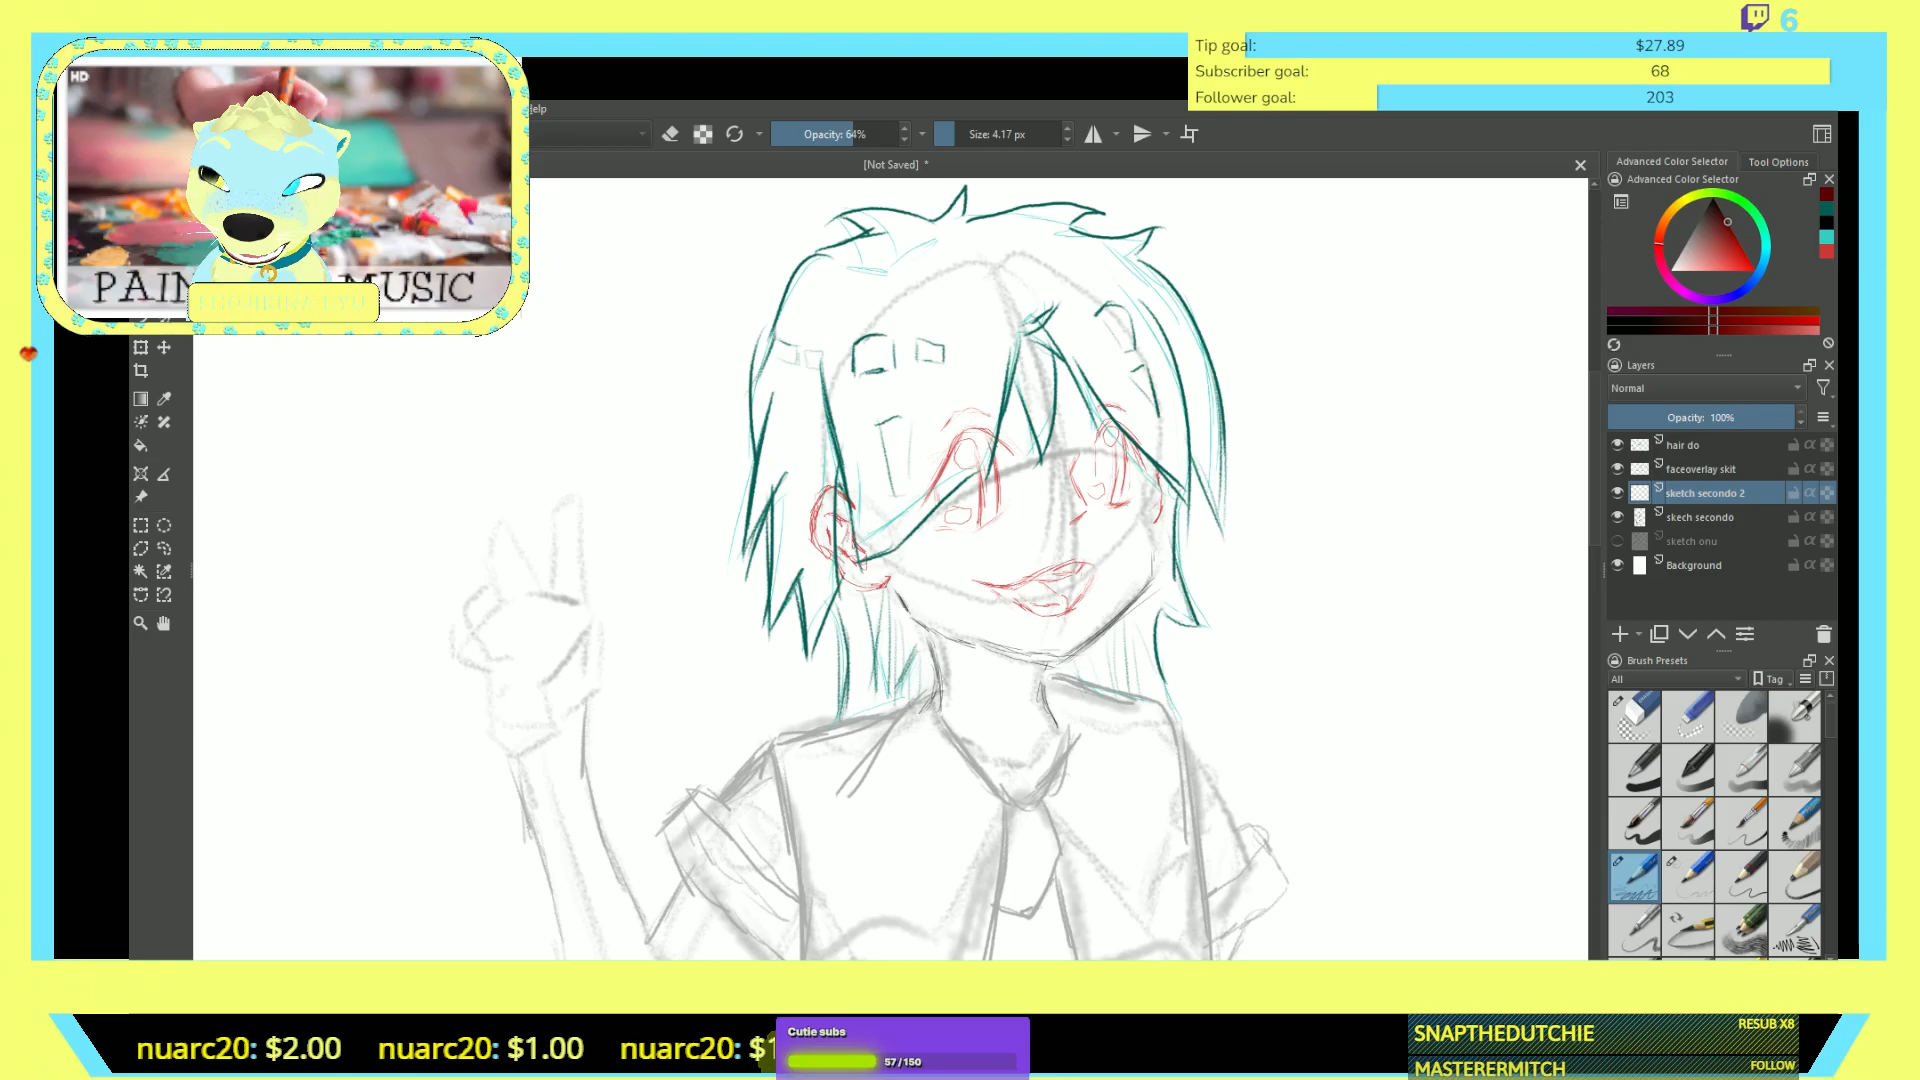 6
Tip goal: $27.89
Subscriber goal: 68
Follower goal: 203
HD
elp
Opacity: 64%
Size: 4.17 px
[Not Saved] *
Advanced Color Selector
Tool Options
Advanced Color Selector
PAIN
MUSIC
Layers
Normal
Opacity: 100%
hair do
faceoverlay skit
sketch secondo 2
skech secondo
sketch onu
Background
Brush Presets
All
Tag
nuarc20: $2.00 nuarc20: $1.00 nuarc20: $1
Cutie subs
57/150
SNAPTHEDUTCHIE
RESUB X8
MASTERERMITCH
FOLLOW